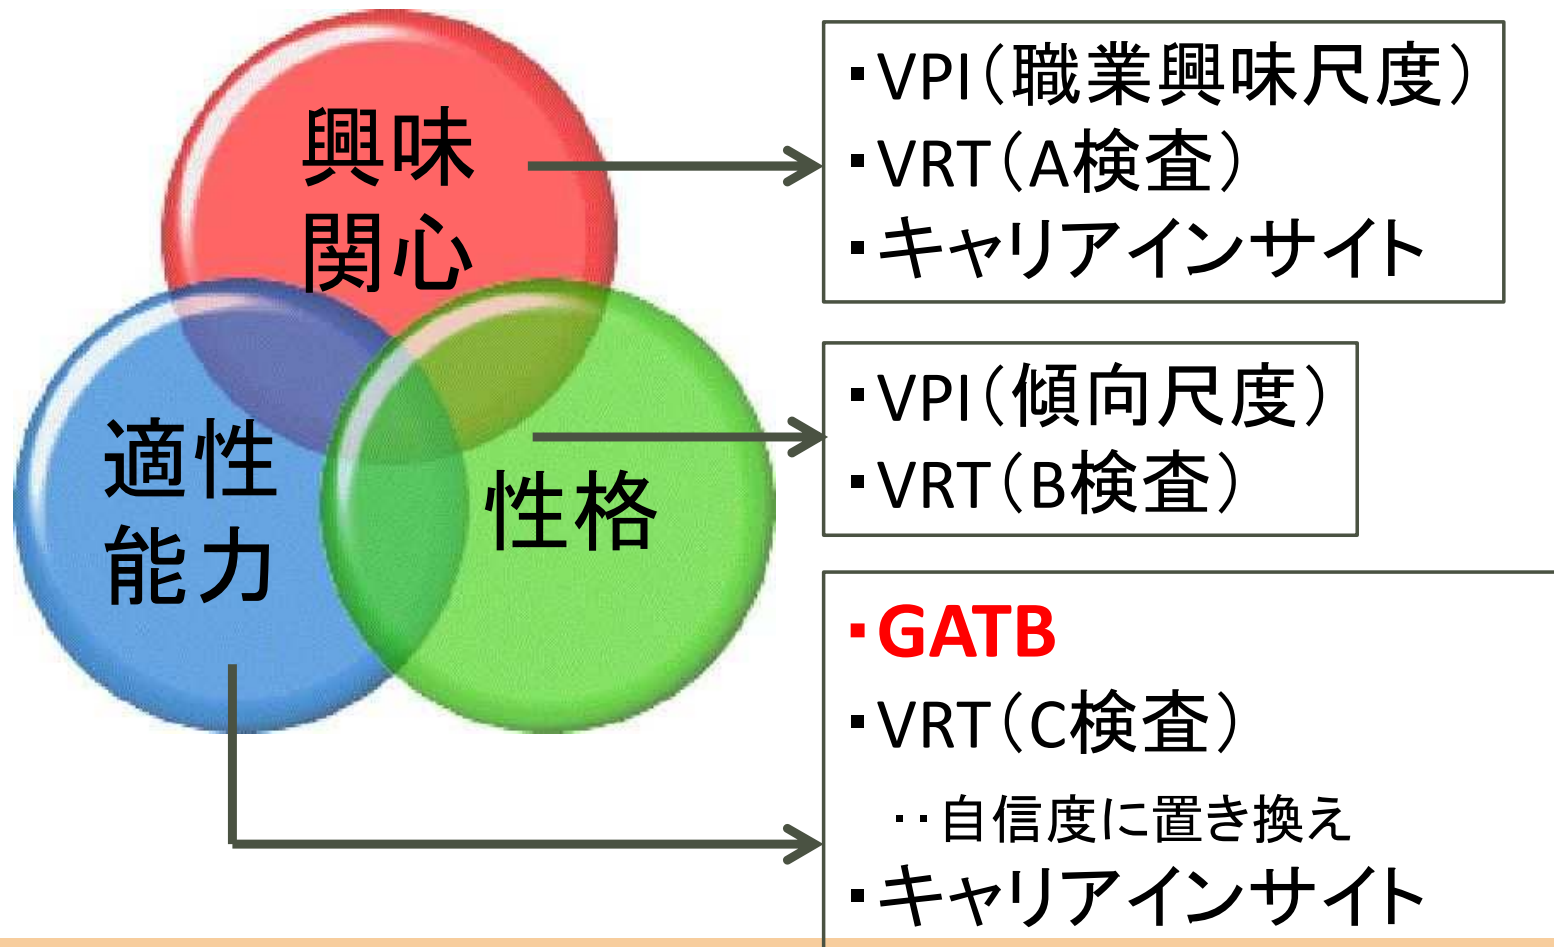 興味
関心
適性
能力
性格
・VPI（職業興味尺度）
・VRT（A検査）
・キャリアインサイト
・VPI（傾向尺度）
・VRT（B検査）
・GATB
・VRT（C検査）
‥自信度に置き換え
・キャリアインサイト